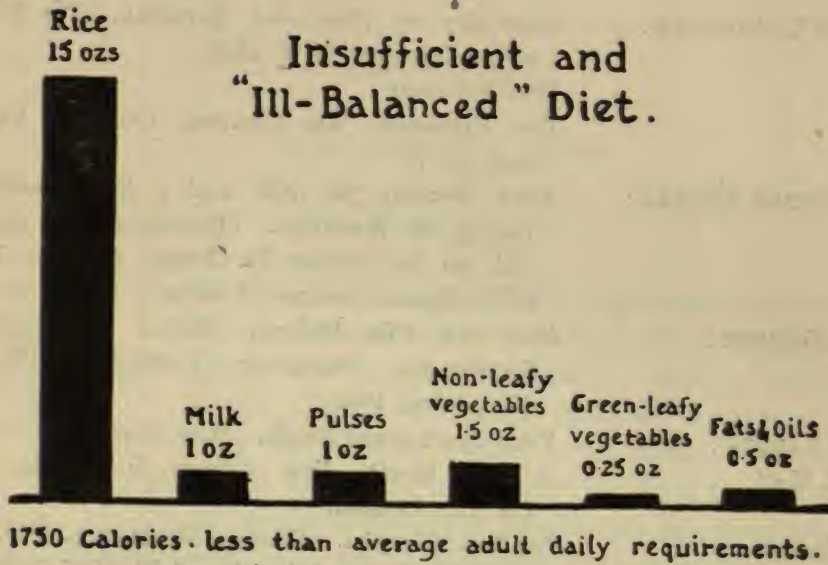 Rice
15 ozs
Insufficient and
"Ill-Balanced" Diet.
Milk
1 oz
Pulses
1 oz
Non-leafy
vegetables
1·5 oz
Green-leafy
vegetables
0·25 oz
Fats & Oils
0·5 oz
1750 Calories. less than average adult daily requirements.